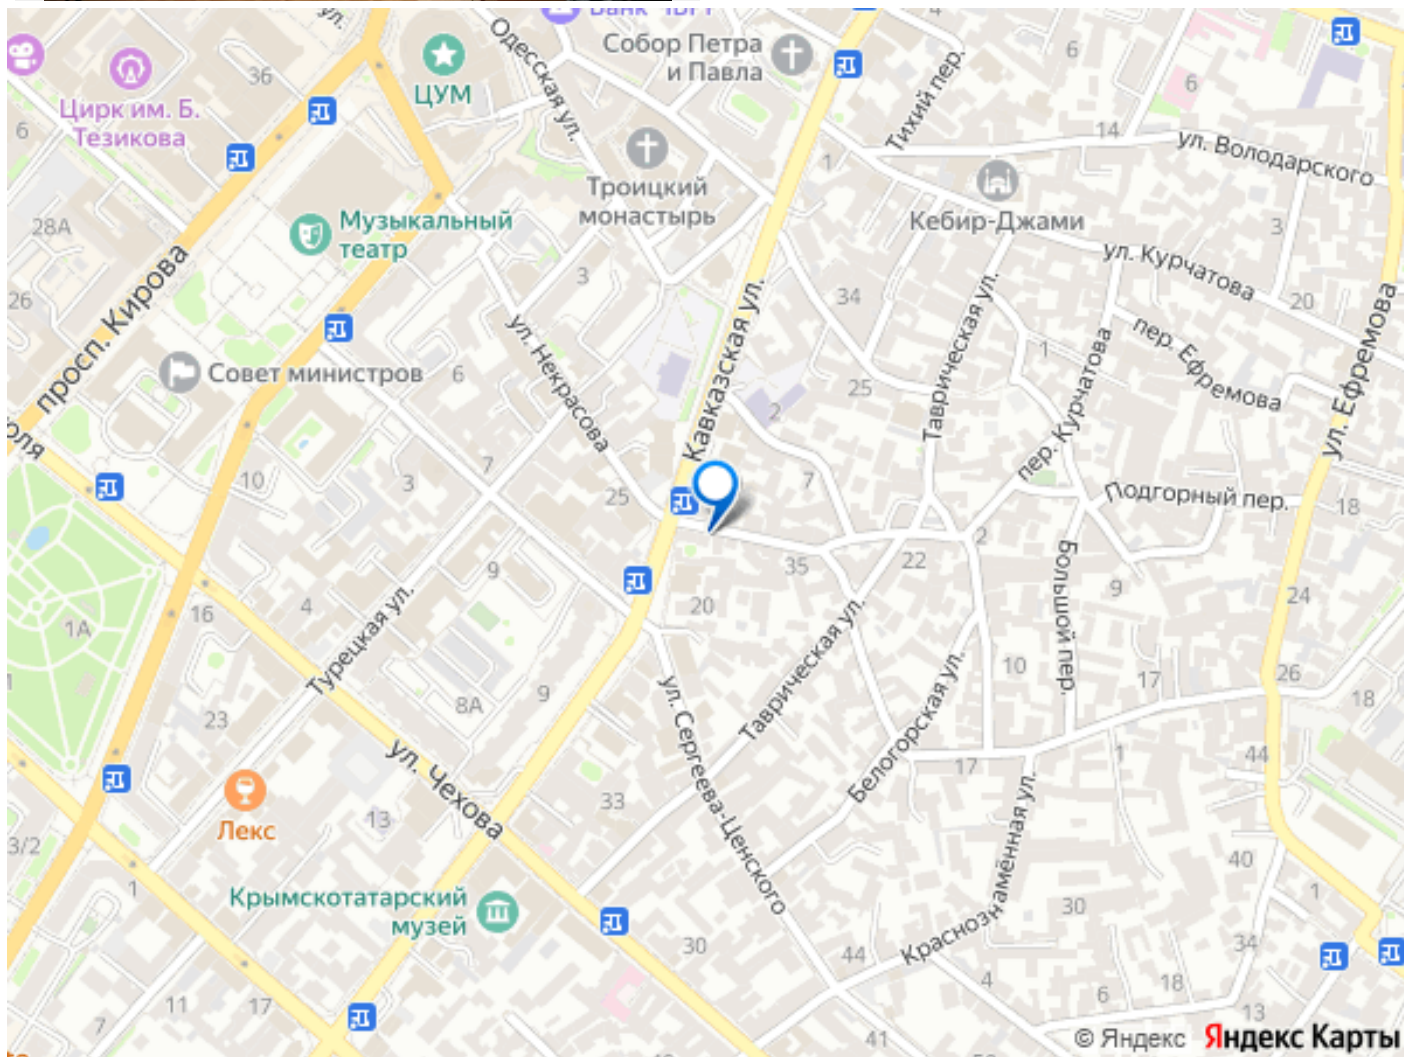 ул.
Одесская ул.
Собор Петра
и Павла
Тихий пер.
4
6
6
36
ЦУМ
Цирк им. Б.
Тезикова
6
14
ул. Володарского
1
Троицкий
монастырь
Кебир-Джами
28А
Музыкальный
театр
3
3
ул. Курчатова
26
просп. Кирова
34
20
ул. Некрасова
Кавказская ул.
Таврическая ул.
пер. Ефремова
ул. Ефремова
Совет министров
6
1
25
2
пер. Курчатова
10
3
7
7
25
Подгорный пер.
18
2
35
22
9
Большой пер.
9
24
1А
16
4
Турецкая ул.
20
Таврическая ул.
Белогорская ул.
10
17
26
18
23
8А
9
ул. Сергеева-Ценского
ул. Чехова
17
1
44
Лекс
13
33
Краснознамённая ул.
3/2
1
40
1
Крымскотатарский
музей
30
30
44
34
4
6
18
13
11
17
7
41
© Яндекс Яндекс Карты